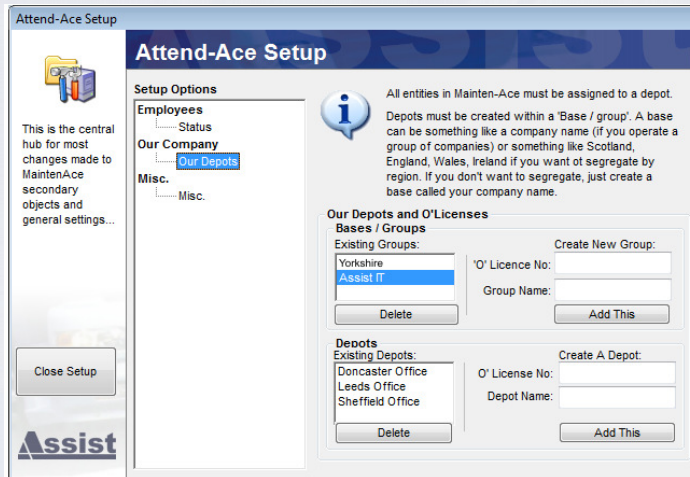 Attend-Ace Setup
Attend-Ace Setup
This is the central
hub for most
changes made to
MaintenAce
secondary
objects and
general settings...
Close Setup
Assist
Setup Options
Employees
Status
Our Company
Our Depots
Misc.
Misc.
All entities in Mainten-Ace must be assigned to a depot.
Depots must be created within a 'Base / group'. A base
can be something like a company name (if you operate a
group of companies) or something like Scotland,
England, Wales, Ireland if you want ot segregate by
region. If you don't want to segregate, just create a
base called your company name.
Our Depots and O'Licenses
Bases / Groups
Existing Groups:
Yorkshire
Assist IT
Delete
Create New Group:
'O' Licence No:
Group Name:
Add This
Depots
Existing Depots:
Doncaster Office
Leeds Office
Sheffield Office
Delete
Create A Depot:
O' License No:
Depot Name:
Add This